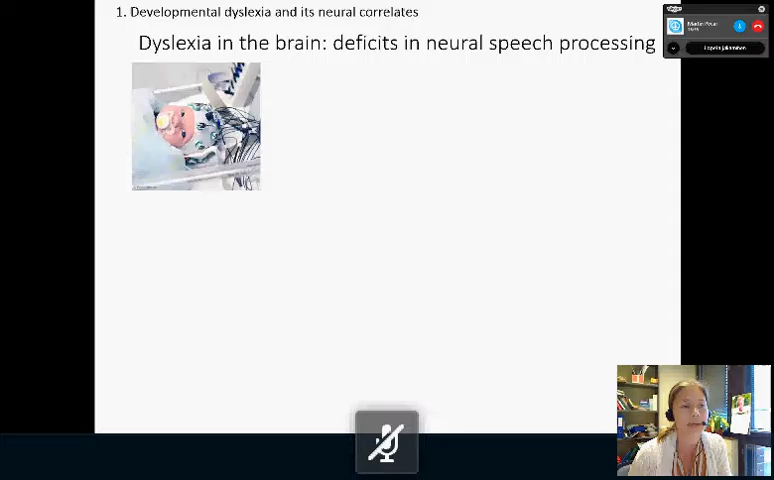 1. Developmental dyslexia and its neural correlates
Dyslexia in the brain: deficits in neural speech processing